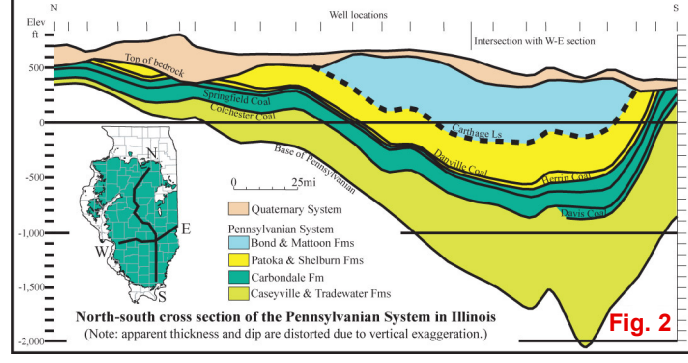 N
Well locations
S
Elev
ft
Intersection with W-E section
Top of bedrock
500
Springfield Coal
Colchester Coal
0
Carthage Ls
Base of Pennsylvanian
Danville Coal
Herrin Coal
Davis Coal
-500
-1,000
-1,500
-2,000
N
E
W
S
0 25mi
Quaternary System
Pennsylvanian System
Bond & Mattoon Fms
Patoka & Shelburn Fms
Carbondale Fm
Caseyville & Tradewater Fms
North-south cross section of the Pennsylvanian System in Illinois
(Note: apparent thickness and dip are distorted due to vertical exaggeration.)
Fig. 2